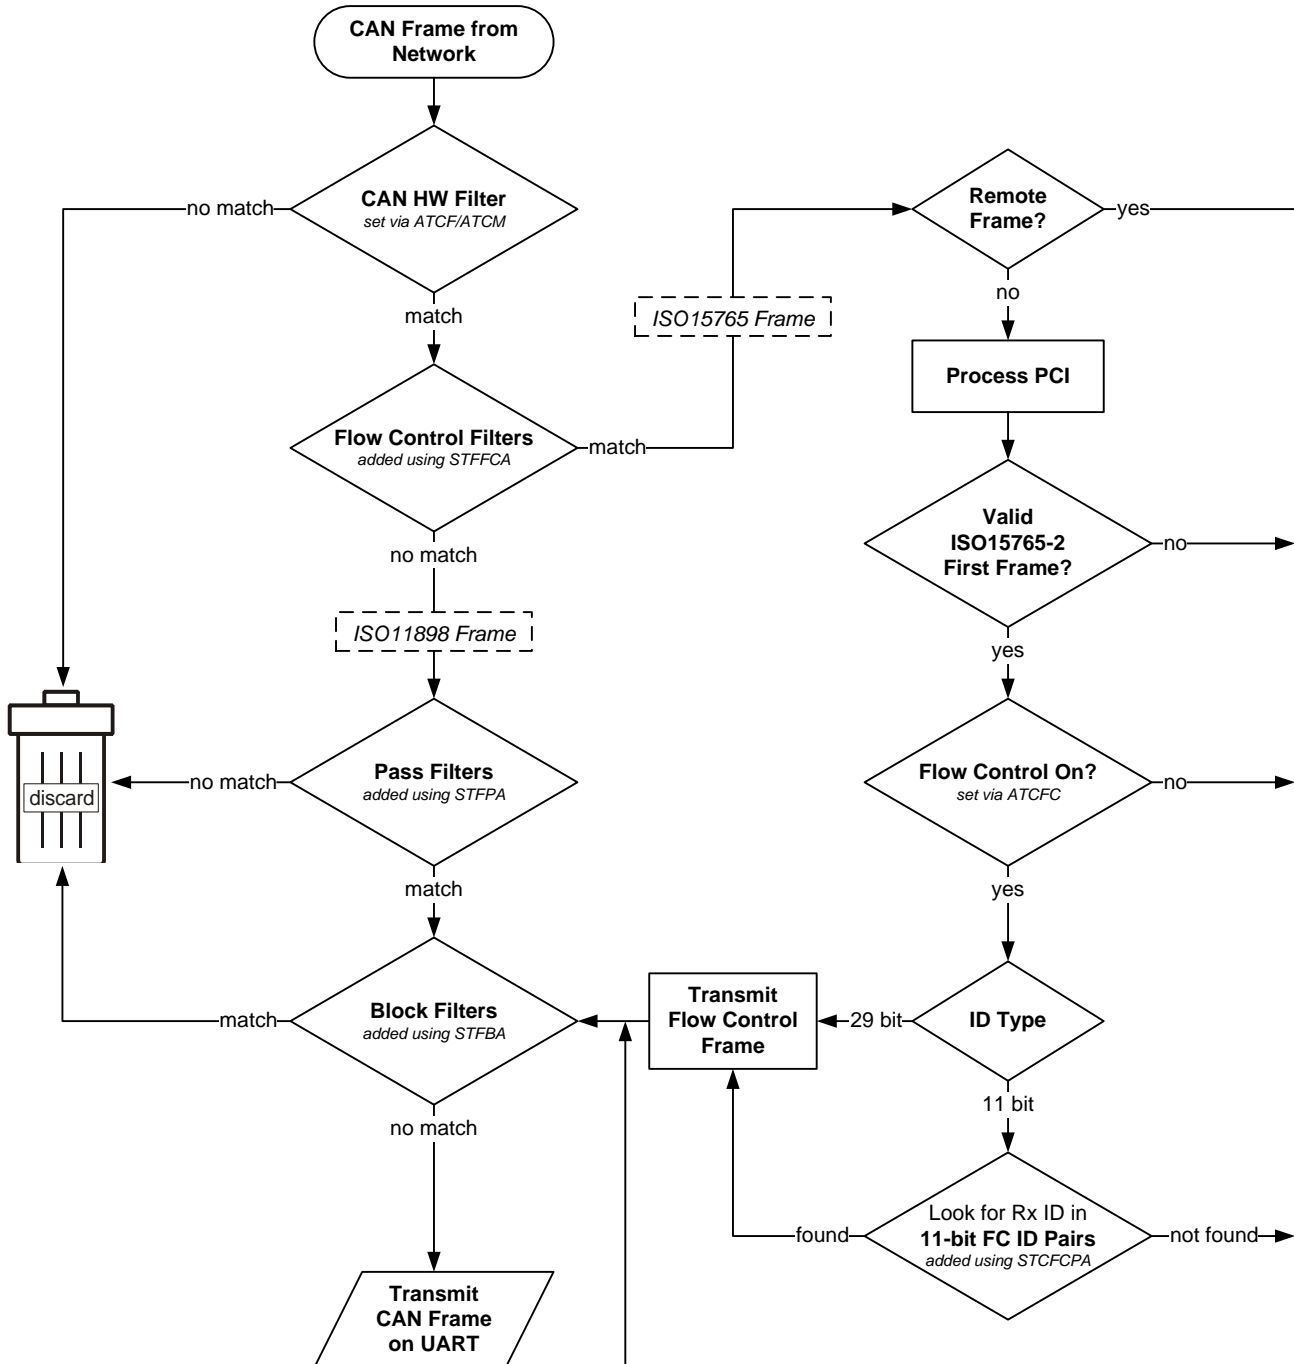 CAN Frame from
Network
CAN HW Filter
set via ATCF/ATCM
no match
match
Flow Control Filters
added using STFFCA
match
no match
ISO15765 Frame
ISO11898 Frame
Pass Filters
added using STFPA
no match
discard
match
Block Filters
added using STFBA
match
no match
Transmit
CAN Frame
on UART
Remote
Frame?
yes
no
Process PCI
Valid
ISO15765-2
First Frame?
no
yes
Flow Control On?
set via ATCFC
no
yes
ID Type
29 bit
Transmit
Flow Control
Frame
11 bit
Look for Rx ID in
11-bit FC ID Pairs
added using STCFCPA
found
not found